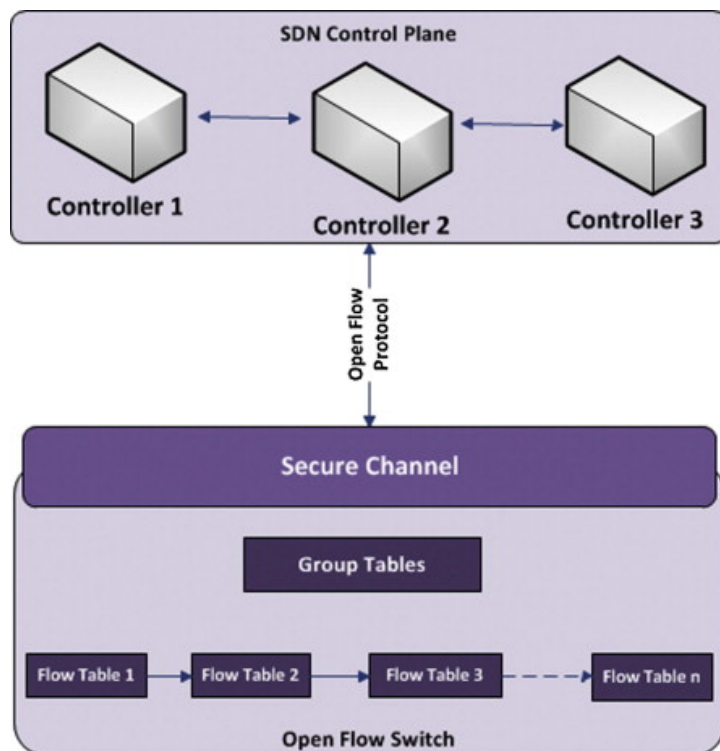 SDN Control Plane
Controller 1
Controller 2
Controller 3
Open Flow
Protocol
Secure Channel
Group Tables
Flow Table 1
Flow Table 2
Flow Table 3
Flow Table n
Open Flow Switch